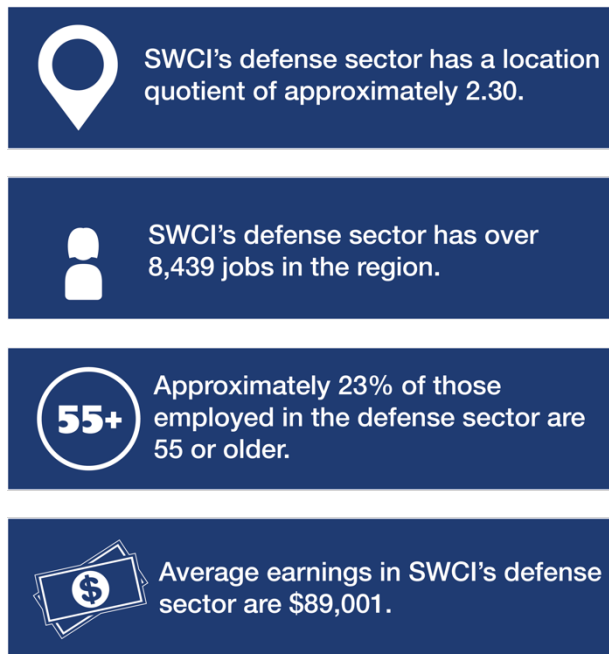 SWCI’s defense sector has a location
quotient of approximately 2.30.
SWCI’s defense sector has over
8,439 jobs in the region.
55+
Approximately 23% of those
employed in the defense sector are
55 or older.
$
Average earnings in SWCI’s defense
sector are $89,001.